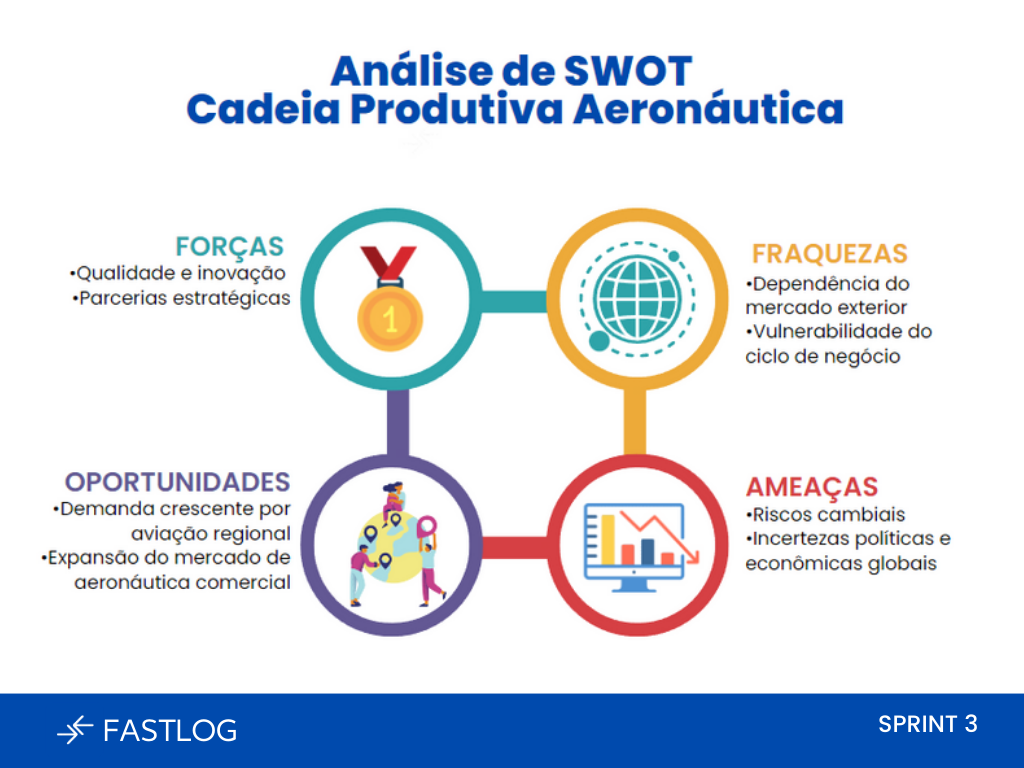 Análise de SWOT
Cadeia Produtiva Aeronáutica
FORÇAS
•Qualidade e inovação
•Parcerias estratégicas
1
FRAQUEZAS
•Dependência do
mercado exterior
•Vulnerabilidade do
ciclo de negócio
OPORTUNIDADES
•Demanda crescente por
aviação regional
•Expansão do mercado de
aeronáutica comercial
AMEAÇAS
•Riscos cambiais
•Incertezas políticas e
econômicas globais
FASTLOG
SPRINT 3